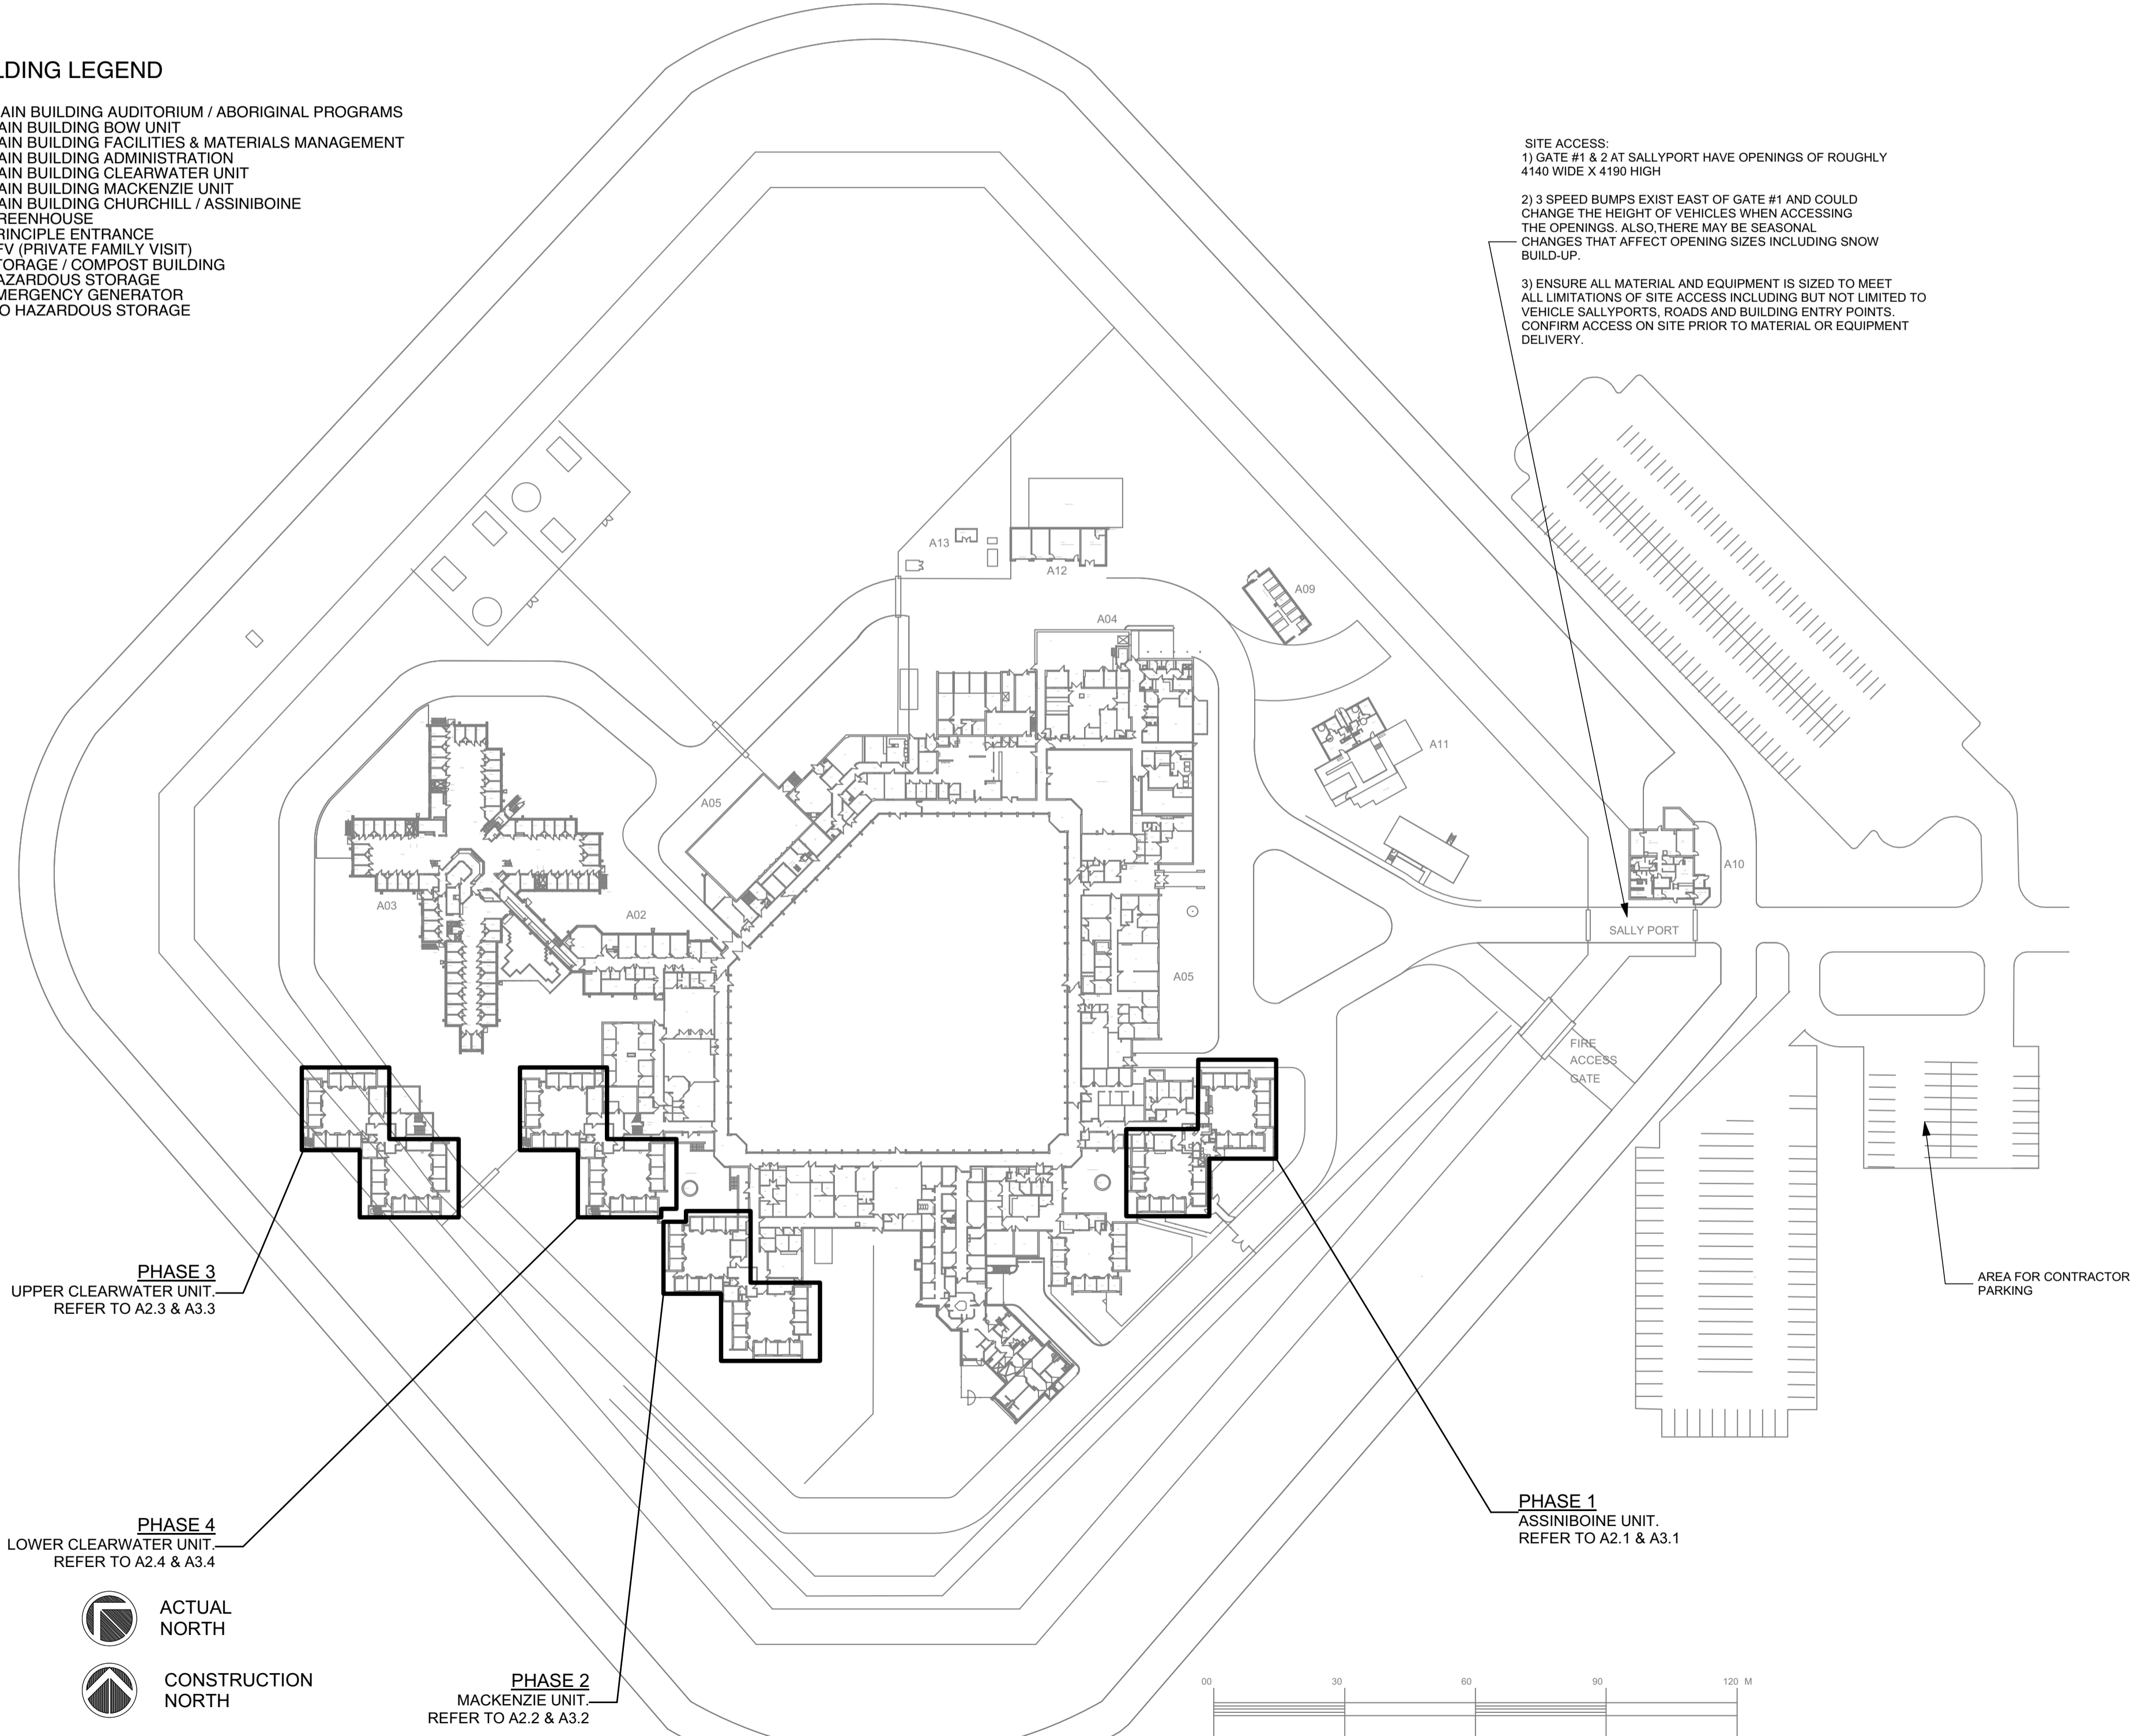 LDING LEGEND
AIN BUILDING AUDITORIUM / ABORIGINAL PROGRAMS
AIN BUILDING BOW UNIT
AIN BUILDING FACILITIES & MATERIALS MANAGEMENT
AIN BUILDING ADMINISTRATION
AIN BUILDING CLEARWATER UNIT
AIN BUILDING MACKENZIE UNIT
AIN BUILDING CHURCHILL / ASSINIBOINE
REENHOUSE
RINCIPLE ENTRANCE
FV (PRIVATE FAMILY VISIT)
TORAGE / COMPOST BUILDING
AZARDOUS STORAGE
MERGENCY GENERATOR
O HAZARDOUS STORAGE
SITE ACCESS:
1) GATE #1 & 2 AT SALLYPORT HAVE OPENINGS OF ROUGHLY
4140 WIDE X 4190 HIGH
2) 3 SPEED BUMPS EXIST EAST OF GATE #1 AND COULD
CHANGE THE HEIGHT OF VEHICLES WHEN ACCESSING
THE OPENINGS. ALSO,THERE MAY BE SEASONAL
CHANGES THAT AFFECT OPENING SIZES INCLUDING SNOW
BUILD-UP.
3) ENSURE ALL MATERIAL AND EQUIPMENT IS SIZED TO MEET
ALL LIMITATIONS OF SITE ACCESS INCLUDING BUT NOT LIMITED TO
VEHICLE SALLYPORTS, ROADS AND BUILDING ENTRY POINTS.
CONFIRM ACCESS ON SITE PRIOR TO MATERIAL OR EQUIPMENT
DELIVERY.
A13
A12
A09
A04
A11
A05
A10
A03
A02
SALLY PORT
A05
FIRE
ACCESS
GATE
PHASE 3
UPPER CLEARWATER UNIT.
REFER TO A2.3 & A3.3
AREA FOR CONTRACTOR
PARKING
PHASE 1
ASSINIBOINE UNIT.
REFER TO A2.1 & A3.1
PHASE 4
LOWER CLEARWATER UNIT.
REFER TO A2.4 & A3.4
ACTUAL
NORTH
CONSTRUCTION
NORTH
PHASE 2
MACKENZIE UNIT.
REFER TO A2.2 & A3.2
00 30 60 90 120 M